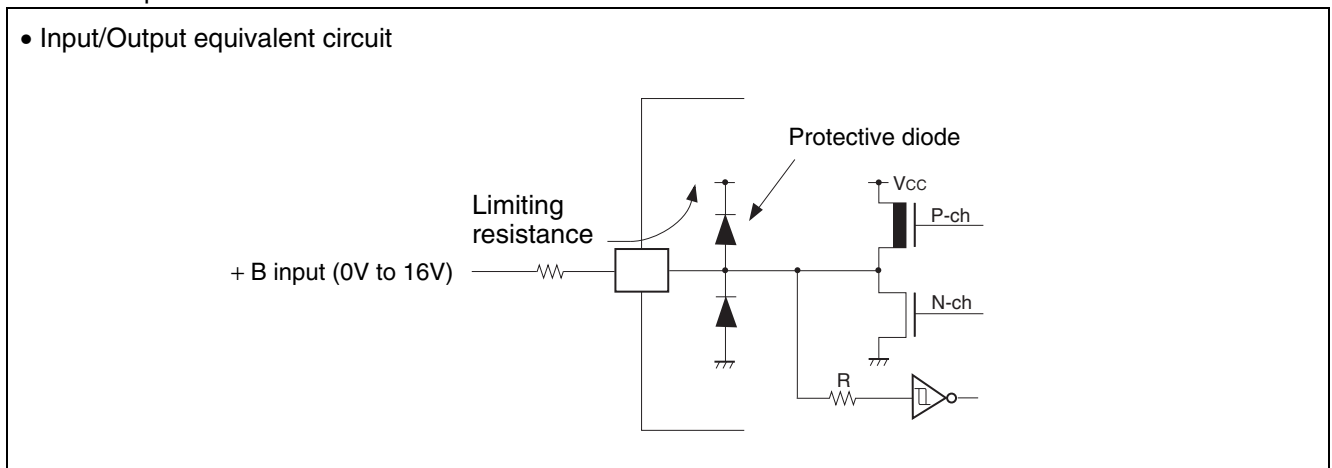 • Input/Output equivalent circuit
Protective diode
Limiting
resistance
VCC
P-ch
+ B input (0V to 16V)
N-ch
R